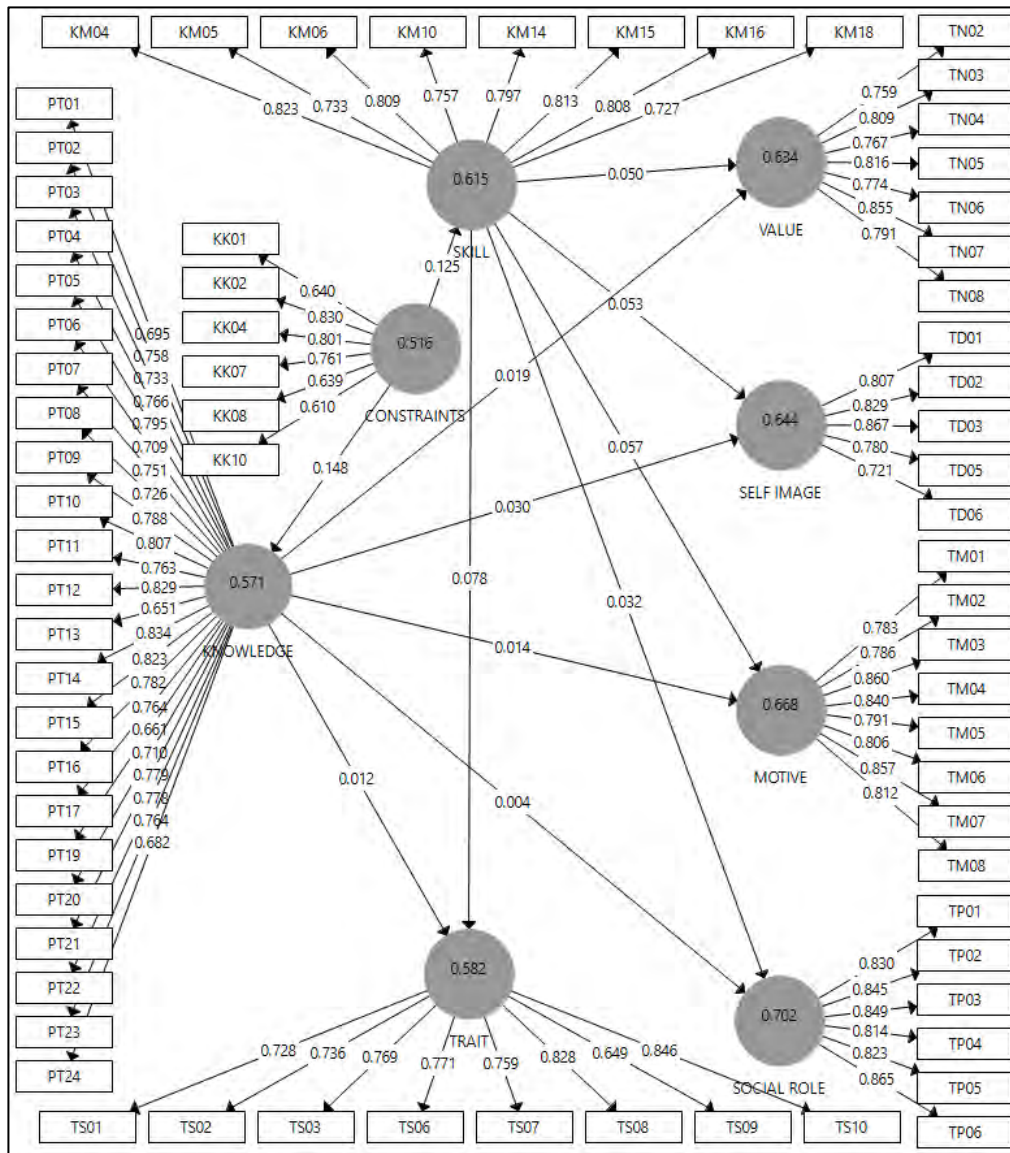 KM04 KM05 KM06 KM10 KM14 KM15 KM16 KM18
0.823 0.733 0.809 0.757 0.797 0.813 0.808 0.727
PT01
PT02
PT03
PT04
PT05
PT06
PT07
PT08
PT09
PT10
PT11
PT12
PT13
PT14
PT15
PT16
PT17
PT19
PT20
PT21
PT22
PT23
PT24
0.695
0.758
0.733
0.766
0.795
0.709
0.751
0.726
0.788
0.807
0.763
0.829
0.651
0.834
0.823
0.782
0.764
0.661
0.710
0.779
0.778
0.764
0.682
0.571
KNOWLEDGE
KK01
KK02
KK04
KK07
KK08
KK10
0.640
0.830
0.801
0.761
0.639
0.610
0.516
CONSTRAINTS
0.615
SKILL
0.125
0.148
0.050
0.019
0.053
0.030
0.057
0.078
0.032
0.014
0.012
0.004
0.634
VALUE
0.759
0.809
0.767
0.816
0.774
0.855
0.791
TN02
TN03
TN04
TN05
TN06
TN07
TN08
0.644
SELF IMAGE
0.807
0.829
0.867
0.780
0.721
TD01
TD02
TD03
TD05
TD06
0.668
MOTIVE
0.783
0.786
0.860
0.840
0.791
0.806
0.857
0.812
TM01
TM02
TM03
TM04
TM05
TM06
TM07
TM08
0.702
SOCIAL ROLE
0.830
0.845
0.849
0.814
0.823
0.865
TP01
TP02
TP03
TP04
TP05
TP06
0.582
TRAIT
0.728 0.736 0.769 0.771 0.759 0.828 0.649 0.846
TS01 TS02 TS03 TS06 TS07 TS08 TS09 TS10